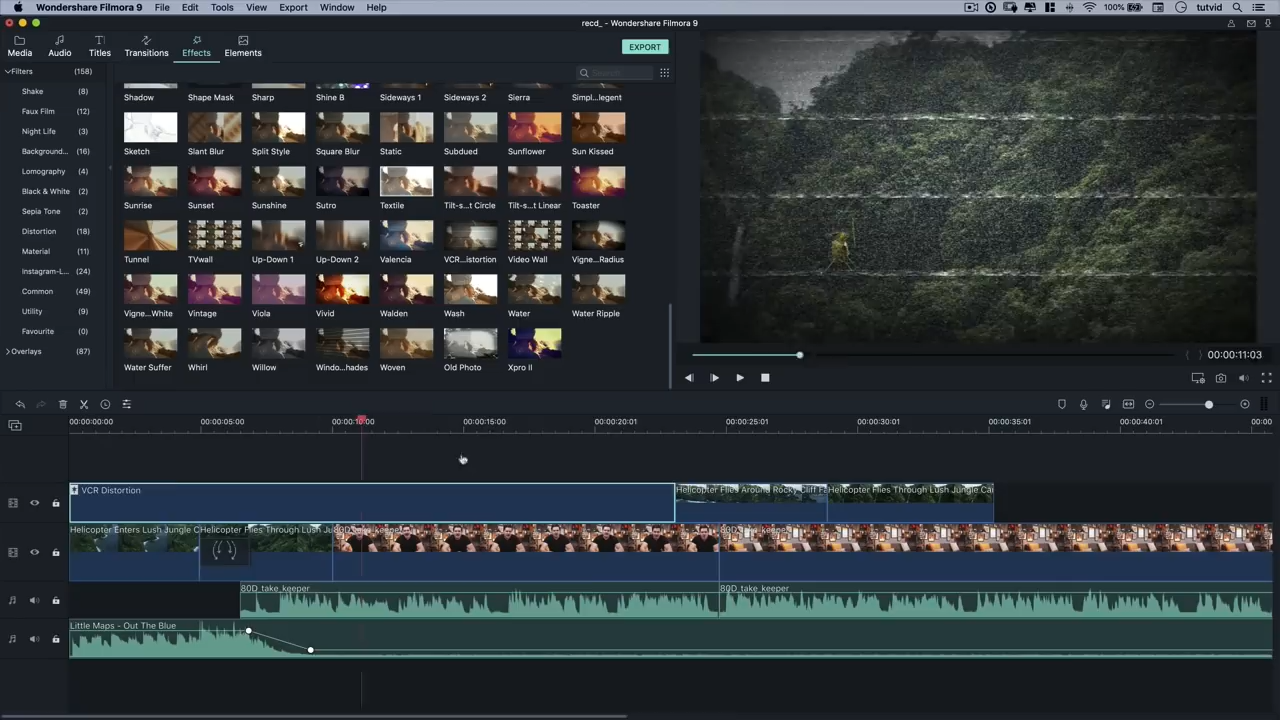 Wondershare Filmora 9 File Edit Tools View Export Window Help 100% tutvid
recd_ - Wondershare Filmora 9
Media Audio Titles Transitions Effects Elements EXPORT
Filters (158)
Shake (8)
Faux Film (12)
Night Life (3)
Background... (16)
Lomography (4)
Black & White (2)
Sepia Tone (2)
Distortion (18)
Material (11)
Instagram-L... (24)
Common (49)
Utility (9)
Favourite (0)
Overlays (87)
Shadow Shape Mask Sharp Shine B Sideways 1 Sideways 2 Sierra Simpl...legent
Sketch Slant Blur Split Style Square Blur Static Subdued Sunflower Sun Kissed
Sunrise Sunset Sunshine Sutro Textile Tilt-s...t Circle Tilt-s...t Linear Toaster
Tunnel TVwall Up-Down 1 Up-Down 2 Valencia VCR...istortion Video Wall Vigne...Radius
Vigne...White Vintage Viola Vivid Walden Wash Water Water Ripple
Water Suffer Whirl Willow Windo...hades Woven Old Photo Xpro II
00:00:11:03
00:00:00:00 00:00:05:00 00:00:10:00 00:00:15:00 00:00:20:01 00:00:25:01 00:00:30:01 00:00:35:01 00:00:40:01 00:00
VCR Distortion Helicopter Flies Around Rocky Cliff F Helicopter Flies Through Lush Jungle Ca
Helicopter Enters Lush Jungle C Helicopter Flies Through Lush Ju 80D_take_keeper 80D_take_keeper
80D_take_keeper 80D_take_keeper
Little Maps - Out The Blue